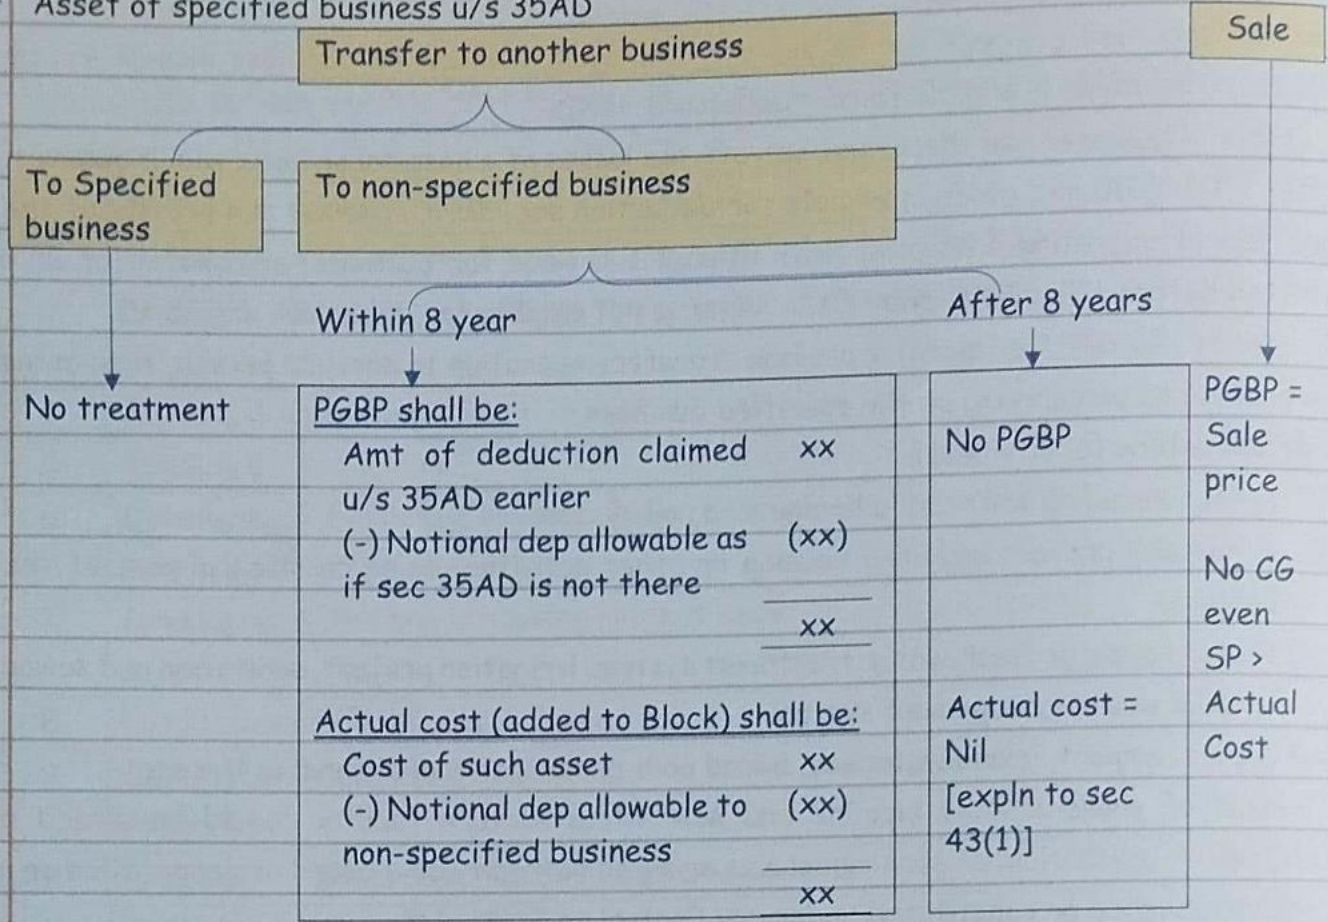 Asset of specified business u/s 35AD
Transfer to another business
Sale
To Specified
business
To non-specified business
Within 8 year
After 8 years
No treatment
PGBP shall be:
Amt of deduction claimed xx
u/s 35AD earlier
(-) Notional dep allowable as (xx)
if sec 35AD is not there
xx
Actual cost (added to Block) shall be:
Cost of such asset xx
(-) Notional dep allowable to (xx)
non-specified business
xx
No PGBP
Actual cost =
Nil
[expln to sec
43(1)]
PGBP =
Sale
price
No CG
even
SP >
Actual
Cost